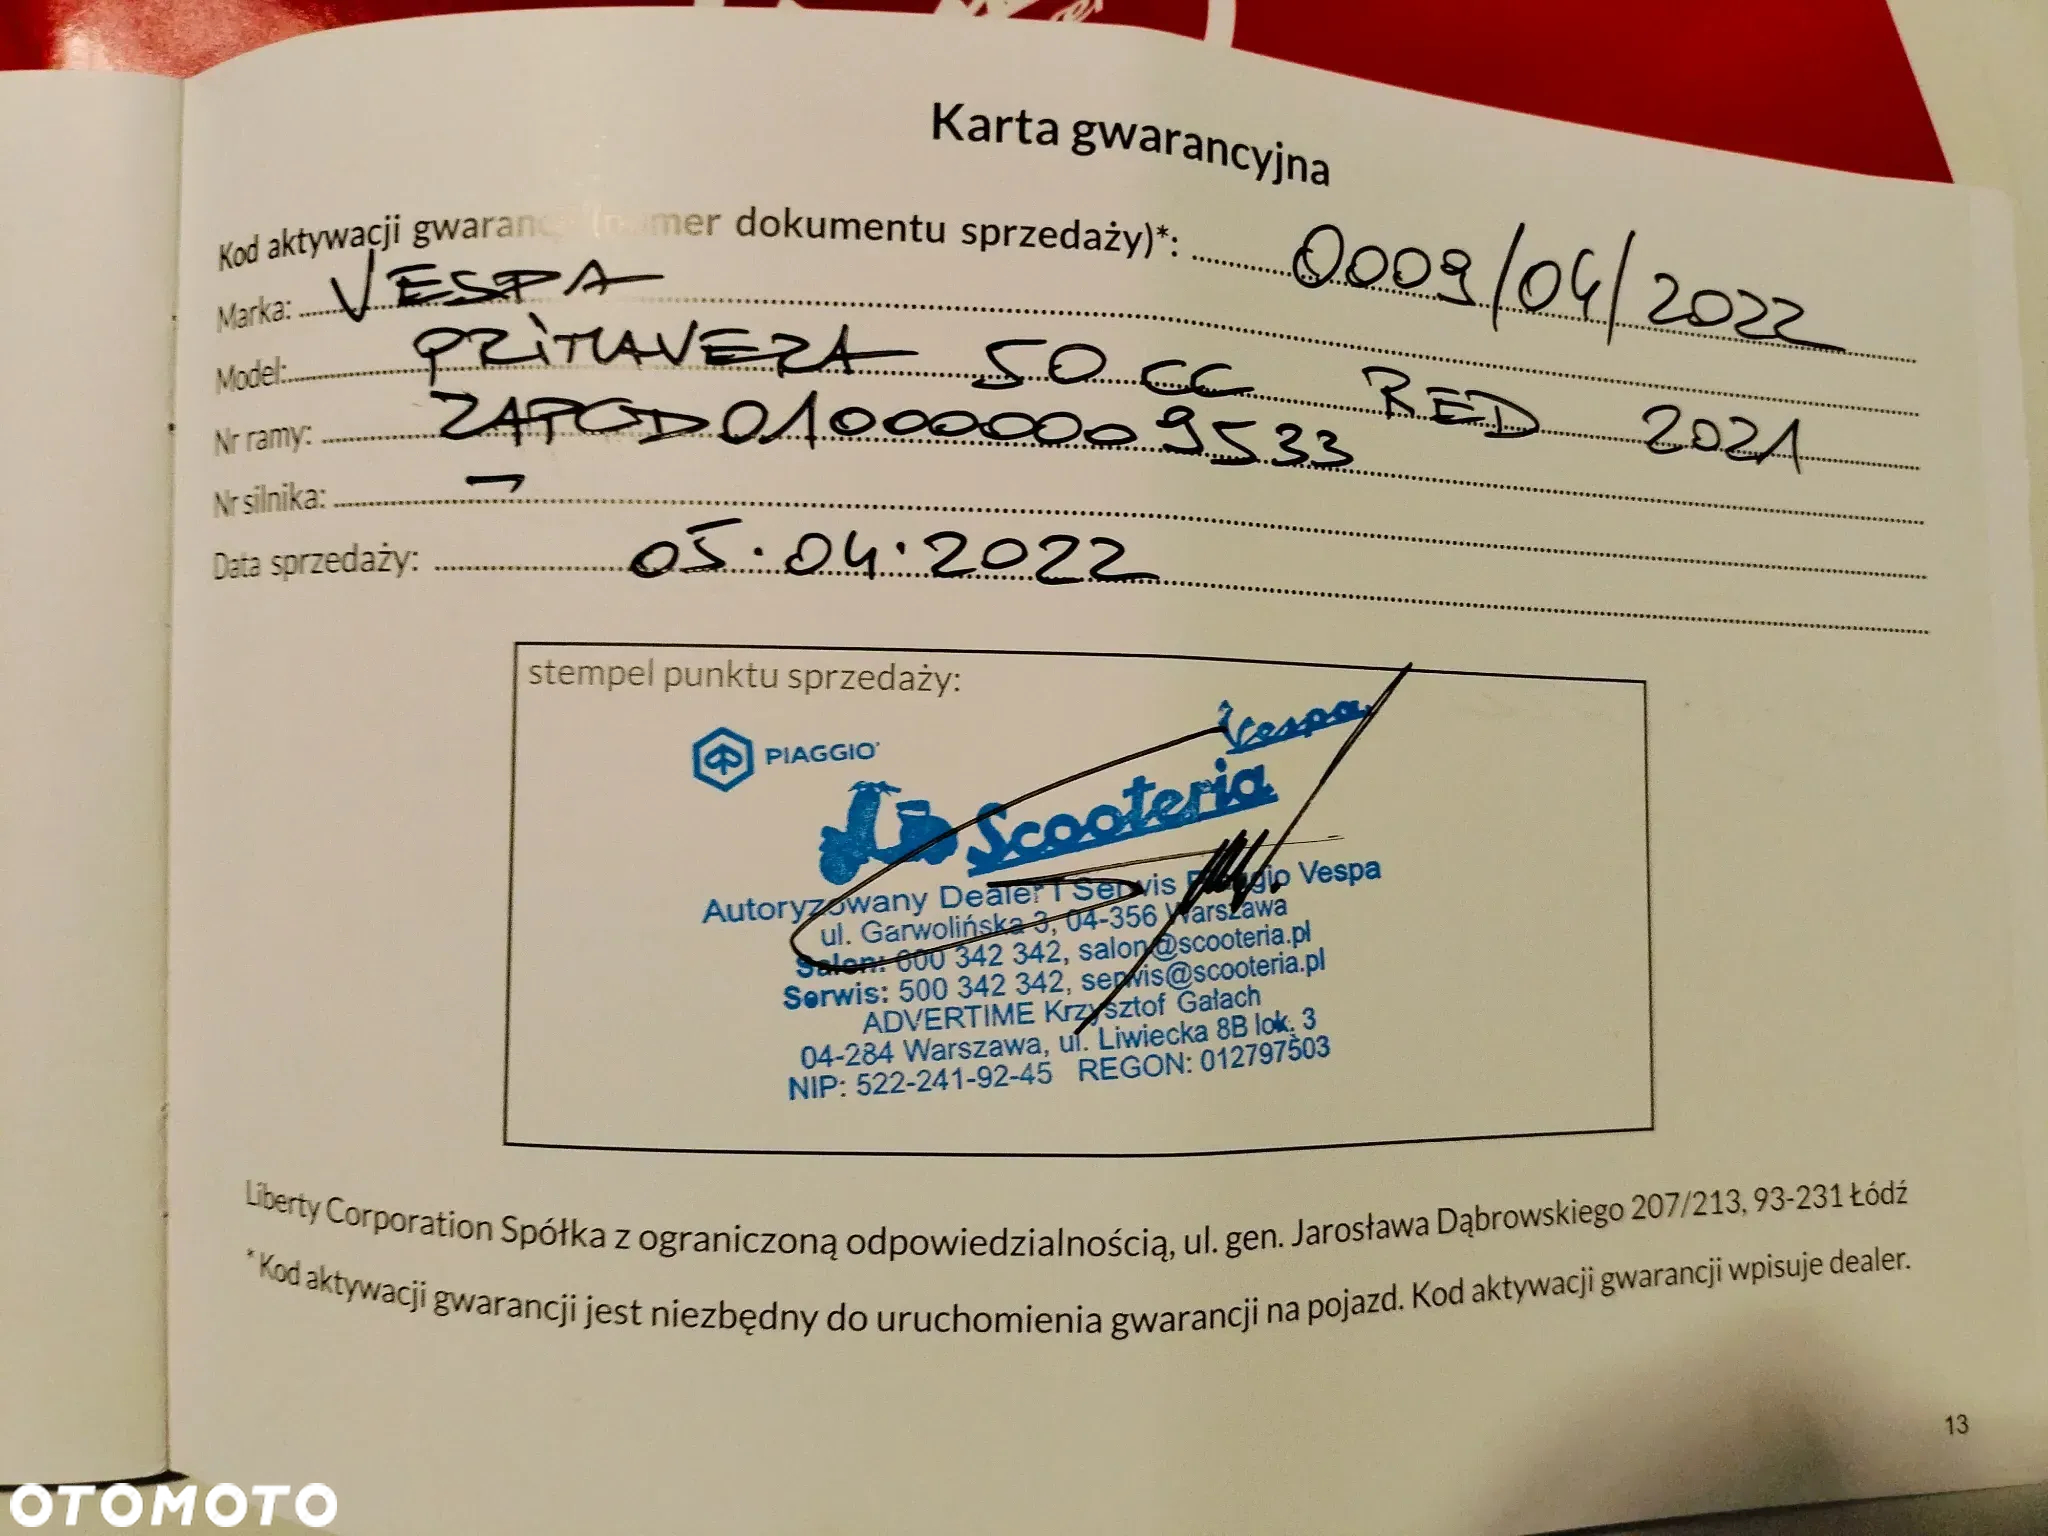 Karta gwarancyjna
Kod aktywacji gwarancji (numer dokumentu sprzedaży)*: 0009/04/2022
Marka: VESPA
Model: PRIMAVERA 50 CC RED 2021
Nr ramy: ZAPCD01000009533
Nr silnika: –
Data sprzedaży: 05.04.2022
stempel punktu sprzedaży:
PIAGGIO
Vespa
Scooteria
Autoryzowany Dealer i Serwis Piaggio Vespa
ul. Garwolińska 3, 04-356 Warszawa
Salon: 600 342 342, salon@scooteria.pl
Serwis: 500 342 342, serwis@scooteria.pl
ADVERTIME Krzysztof Gałach
04-284 Warszawa, ul. Liwiecka 8B lok. 3
NIP: 522-241-92-45 REGON: 012797503
Liberty Corporation Spółka z ograniczoną odpowiedzialnością, ul. gen. Jarosława Dąbrowskiego 207/213, 93-231 Łódź
*Kod aktywacji gwarancji jest niezbędny do uruchomienia gwarancji na pojazd. Kod aktywacji gwarancji wpisuje dealer.
13
OTOMOTO